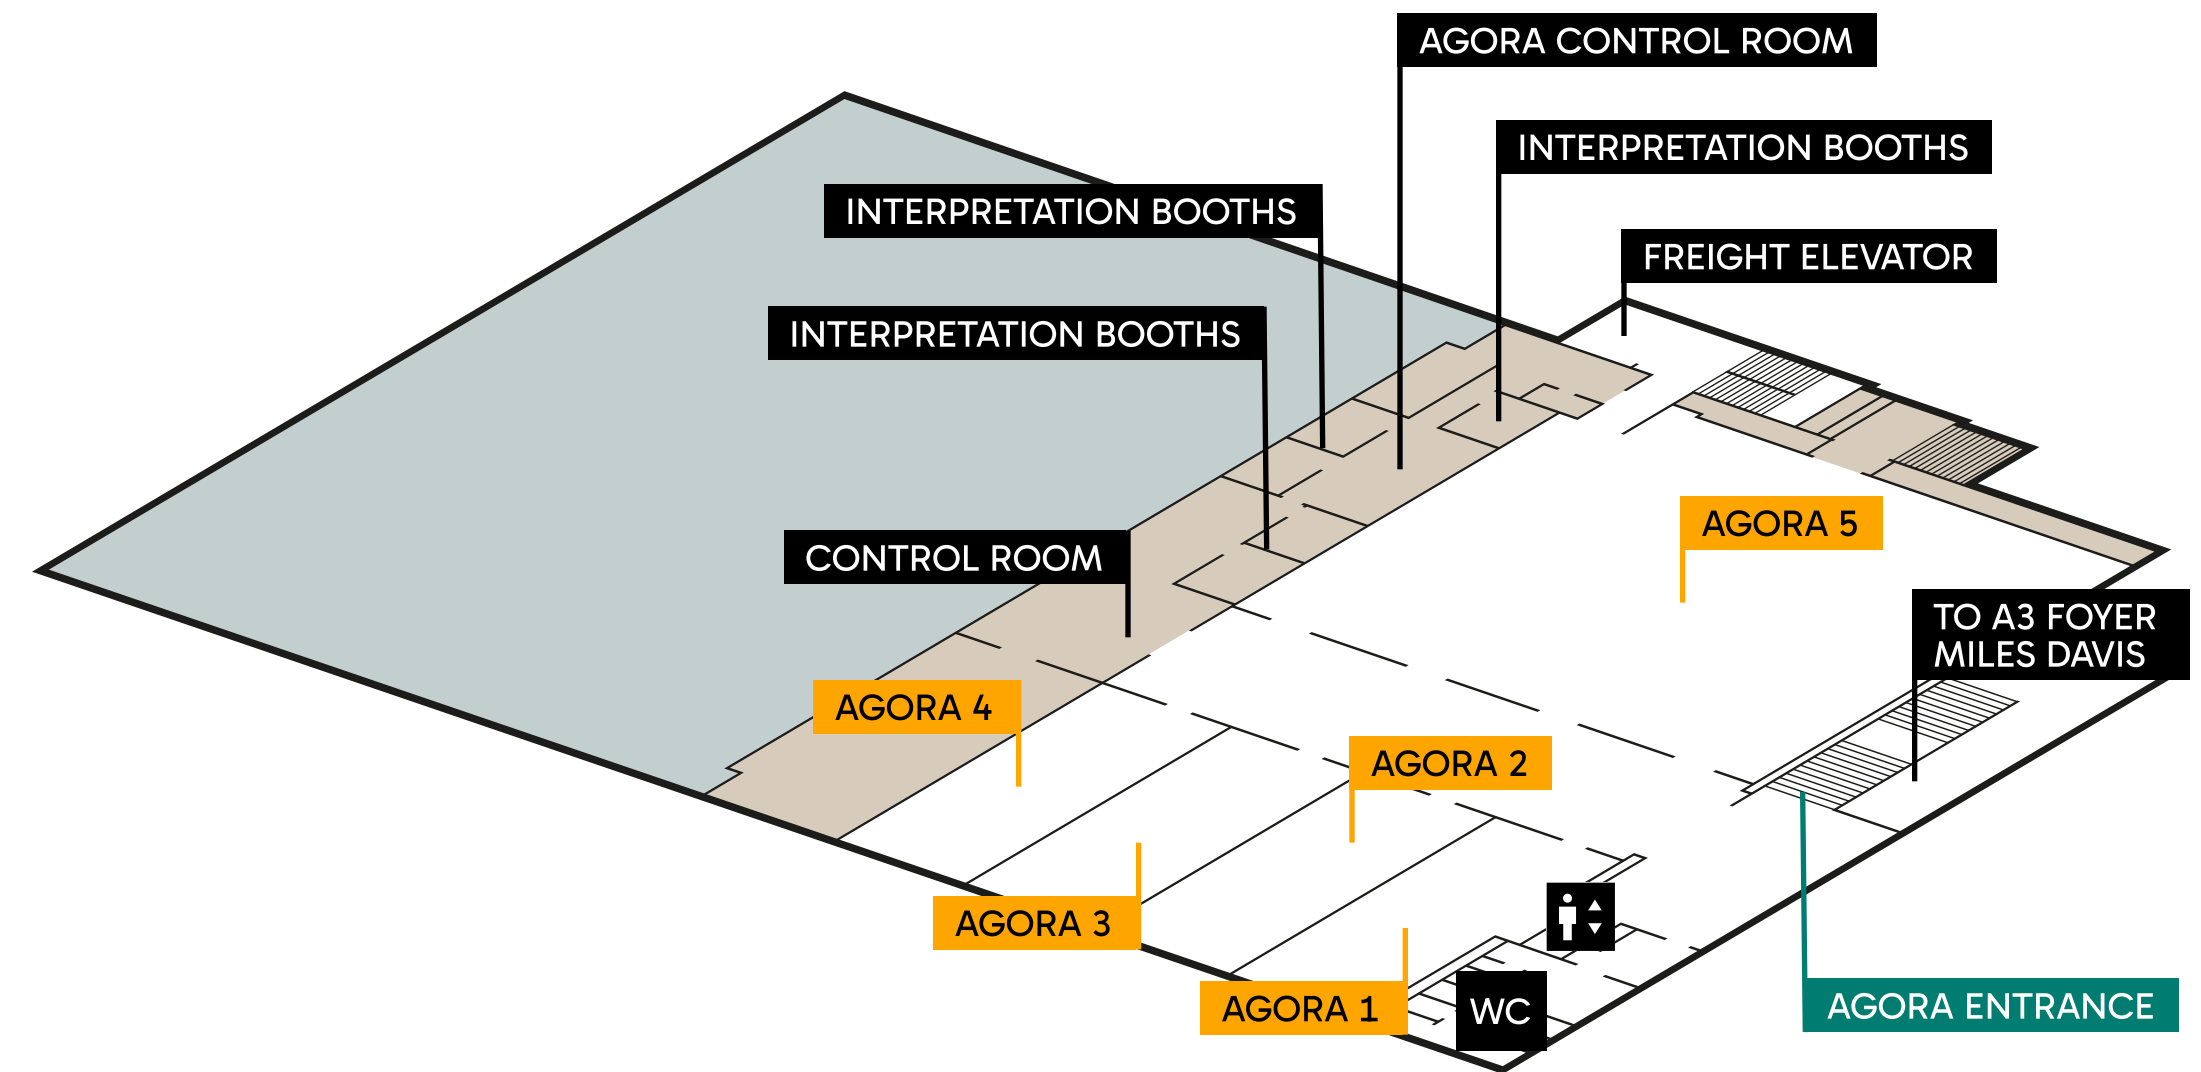 AGORA CONTROL ROOM
INTERPRETATION BOOTHS
INTERPRETATION BOOTHS
FREIGHT ELEVATOR
INTERPRETATION BOOTHS
AGORA 5
CONTROL ROOM
TO A3 FOYER
MILES DAVIS
AGORA 4
AGORA 2
AGORA 3
AGORA 1
WC
AGORA ENTRANCE